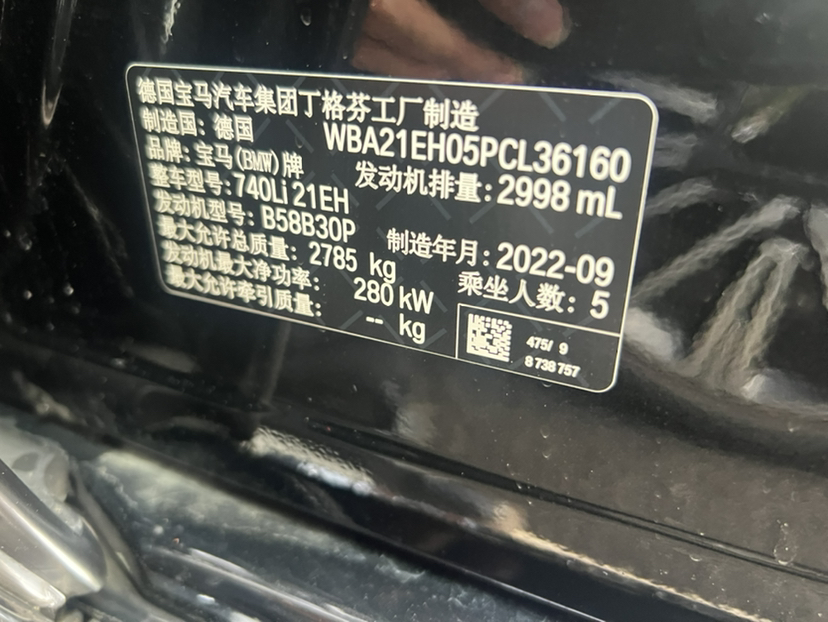 德国宝马汽车集团丁格芬工厂制造
制造国：德国 WBA21EH05PCL36160
品牌：宝马(BMW)牌
整车型号：740Li 21EH 发动机排量：2998 mL
发动机型号：B58B30P
最大允许总质量：2785 kg 制造年月：2022-09
发动机最大净功率：280 kW 乘坐人数：5
最大允许牵引质量：-- kg
475/ 9
8 738 757